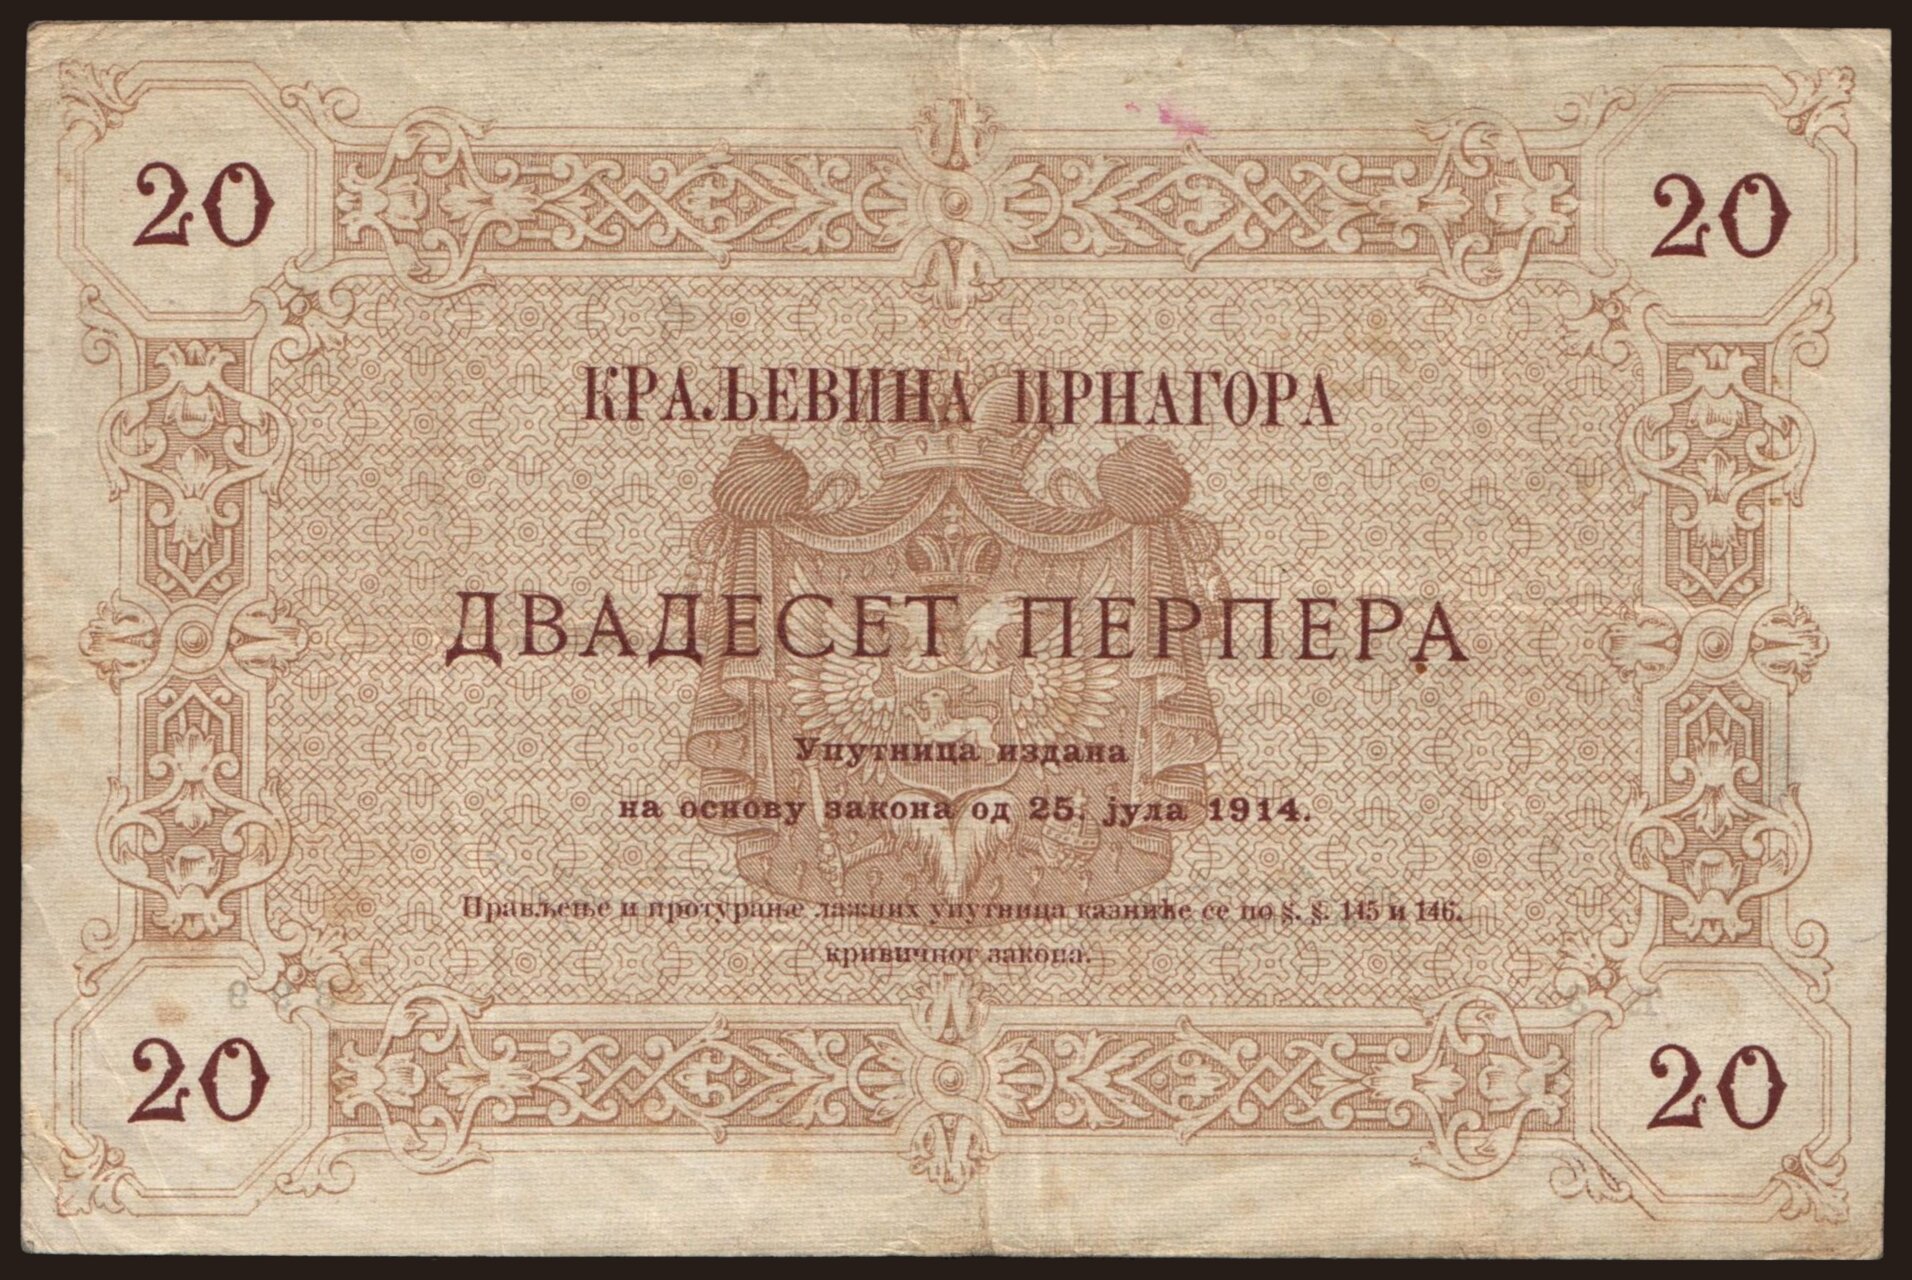 20 20
КРАЉЕВИНА ЦРНАГОРА
ДВАДЕСЕТ ПЕРПЕРА
Упутница издана
на основу закона од 25. јула 1914.
Прављење и протурање лажних упутница казниће се по §. §. 145 и 146.
кривичног закона.
20 20